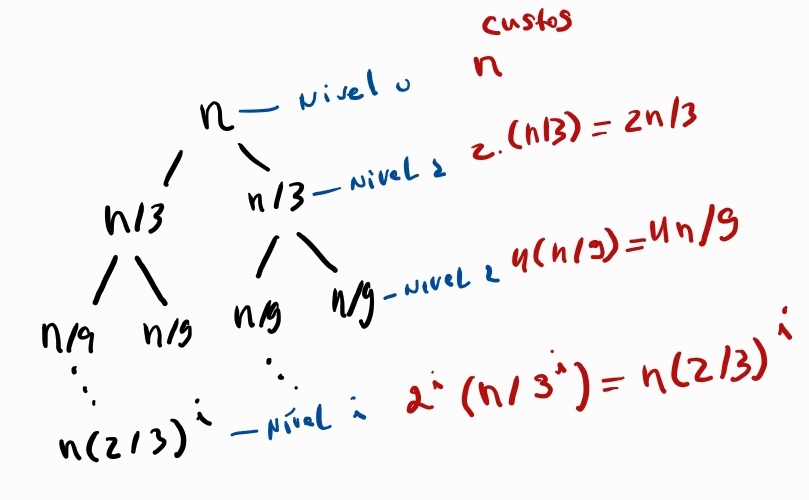 custos
n — Nivel 0 n
n/3 n/3 — Nivel 1 2.(n/3) = 2n/3
n/9 n/9 n/9 n/9 — Nivel 2 4(n/9) = 4n/9
n(2/3)^i — Nível i 2^i (n/3^i) = n(2/3)^i